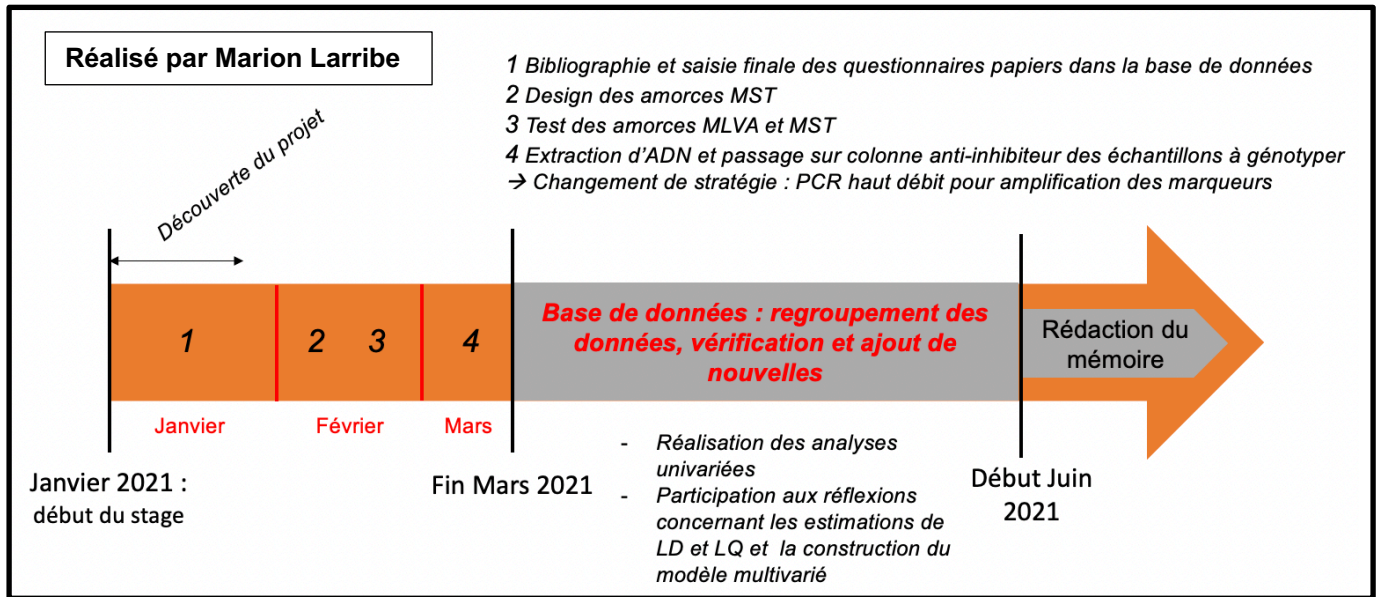 Réalisé par Marion Larribe
1 Bibliographie et saisie finale des questionnaires papiers dans la base de données
2 Design des amorces MST
3 Test des amorces MLVA et MST
4 Extraction d’ADN et passage sur colonne anti-inhibiteur des échantillons à génotyper
→ Changement de stratégie : PCR haut débit pour amplification des marqueurs
Découverte du projet
1
2 3
4
Base de données : regroupement des
données, vérification et ajout de
nouvelles
Rédaction du
mémoire
Janvier
Février
Mars
Janvier 2021 :
début du stage
Fin Mars 2021
- Réalisation des analyses
univariées
- Participation aux réflexions
concernant les estimations de
LD et LQ et la construction du
modèle multivarié
Début Juin
2021